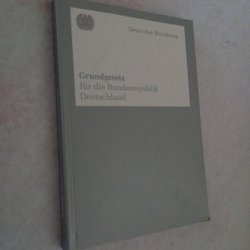 Deutscher Bundestag
Grundgesetz
für die Bundesrepublik
Deutschland